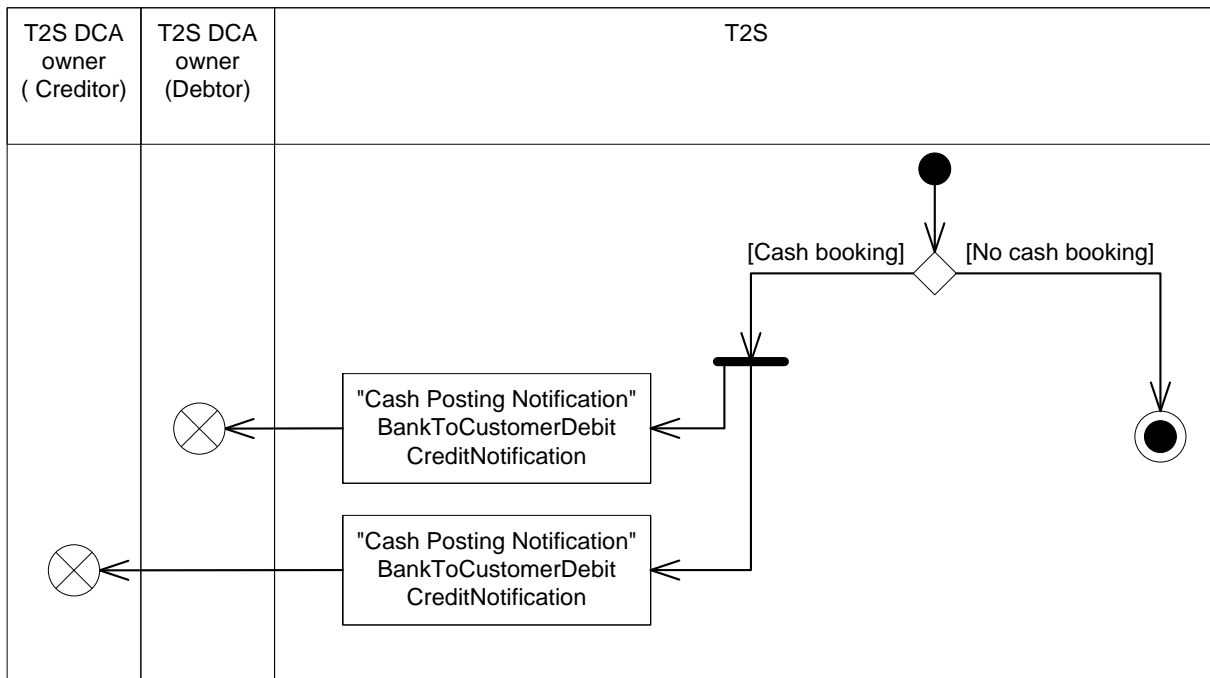 T2S DCA
owner
( Creditor)
T2S DCA
owner
(Debtor)
T2S
[Cash booking]
[No cash booking]
"Cash Posting Notification"
BankToCustomerDebit
CreditNotification
"Cash Posting Notification"
BankToCustomerDebit
CreditNotification